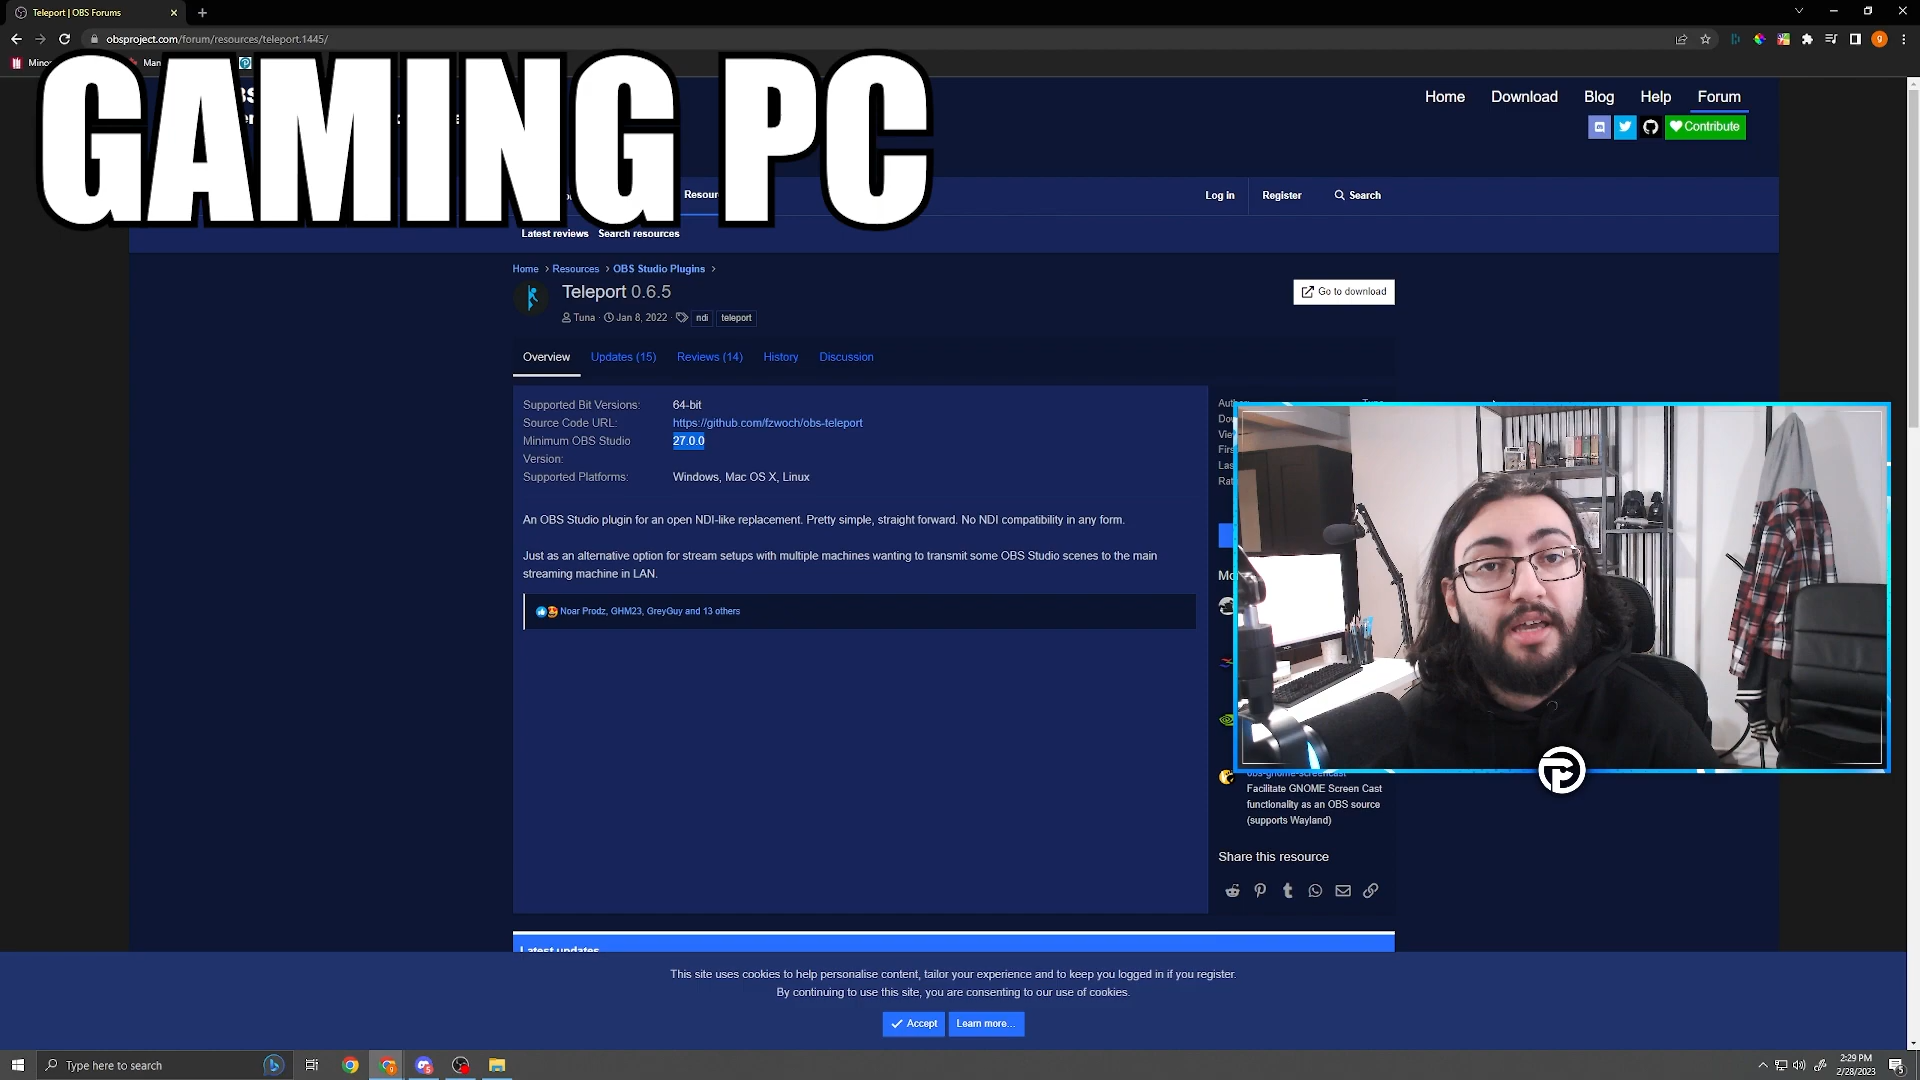 Teleport | OBS Forums
obsproject.com/forum/resources/teleport.1445/
GAMING PC
Home Download Blog Help Forum
Contribute
Log in Register Search
Latest reviews Search resources
Home > Resources > OBS Studio Plugins >
Teleport 0.6.5
Go to download
Tuna · Jan 8, 2022 · ndi teleport
Overview Updates (15) Reviews (14) History Discussion
Supported Bit Versions: 64-bit
Source Code URL: https://github.com/fzwoch/obs-teleport
Minimum OBS Studio Version: 27.0.0
Supported Platforms: Windows, Mac OS X, Linux
An OBS Studio plugin for an open NDI-like replacement. Pretty simple, straight forward. No NDI compatibility in any form.
Just as an alternative option for stream setups with multiple machines wanting to transmit some OBS Studio scenes to the main
streaming machine in LAN.
Noar Prodz, GHM23, GreyGuy and 13 others
obs-gnome-screencast
Facilitate GNOME Screen Cast
functionality as an OBS source
(supports Wayland)
Share this resource
Latest updates
This site uses cookies to help personalise content, tailor your experience and to keep you logged in if you register.
By continuing to use this site, you are consenting to our use of cookies.
Accept Learn more…
Type here to search
2:29 PM
2/28/2023